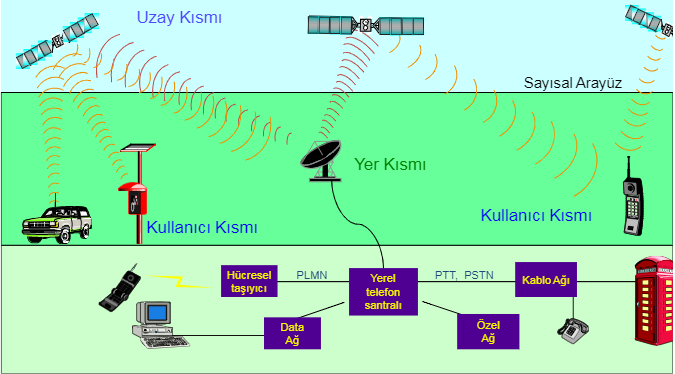 Uzay Kısmı
Sayısal Arayüz
Yer Kısmı
Kullanıcı Kısmı
Kullanıcı Kısmı
Hücresel
taşıyıcı
PLMN
Yerel
telefon
santralı
PTT, PSTN
Kablo Ağı
Data
Ağ
Özel
Ağ